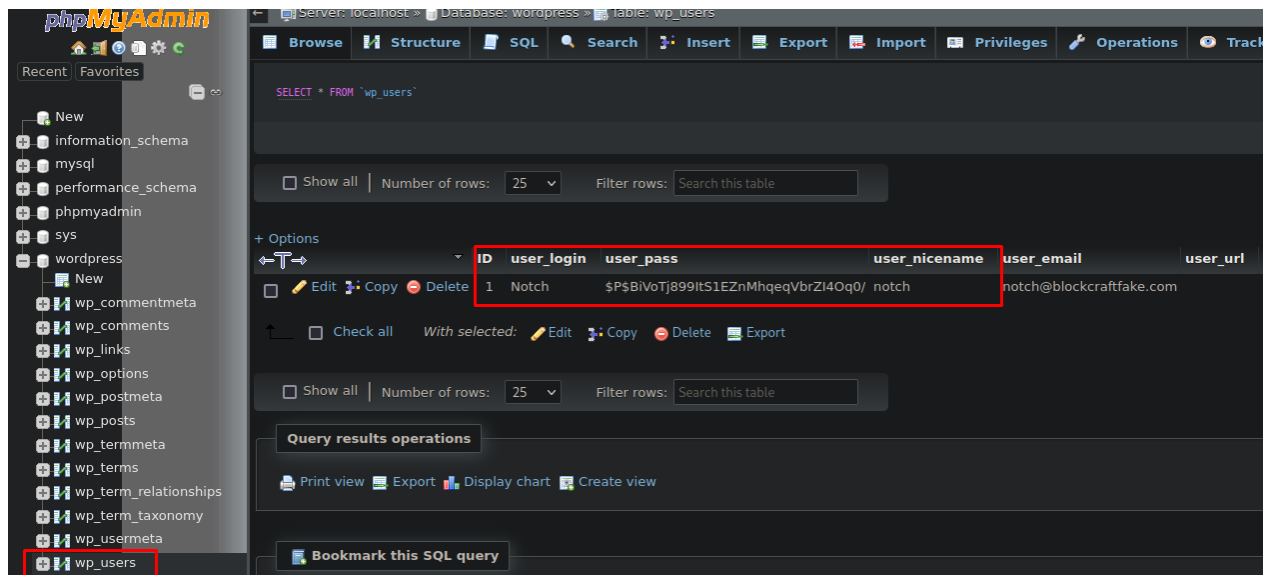 phpMyAdmin
Recent Favorites
New
information_schema
mysql
performance_schema
phpmyadmin
sys
wordpress
New
wp_commentmeta
wp_comments
wp_links
wp_options
wp_postmeta
wp_posts
wp_termmeta
wp_terms
wp_term_relationships
wp_term_taxonomy
wp_usermeta
wp_users
Server: localhost » Database: wordpress » Table: wp_users
Browse Structure SQL Search Insert Export Import Privileges Operations Track
SELECT * FROM `wp_users`
Show all Number of rows: 25 Filter rows: Search this table
+ Options
←T→ ID user_login user_pass user_nicename user_email user_url
Edit Copy Delete 1 Notch $P$BiVoTj899ItS1EZnMhqeqVbrZI4Oq0/ notch notch@blockcraftfake.com
Check all With selected: Edit Copy Delete Export
Show all Number of rows: 25 Filter rows: Search this table
Query results operations
Print view Export Display chart Create view
Bookmark this SQL query